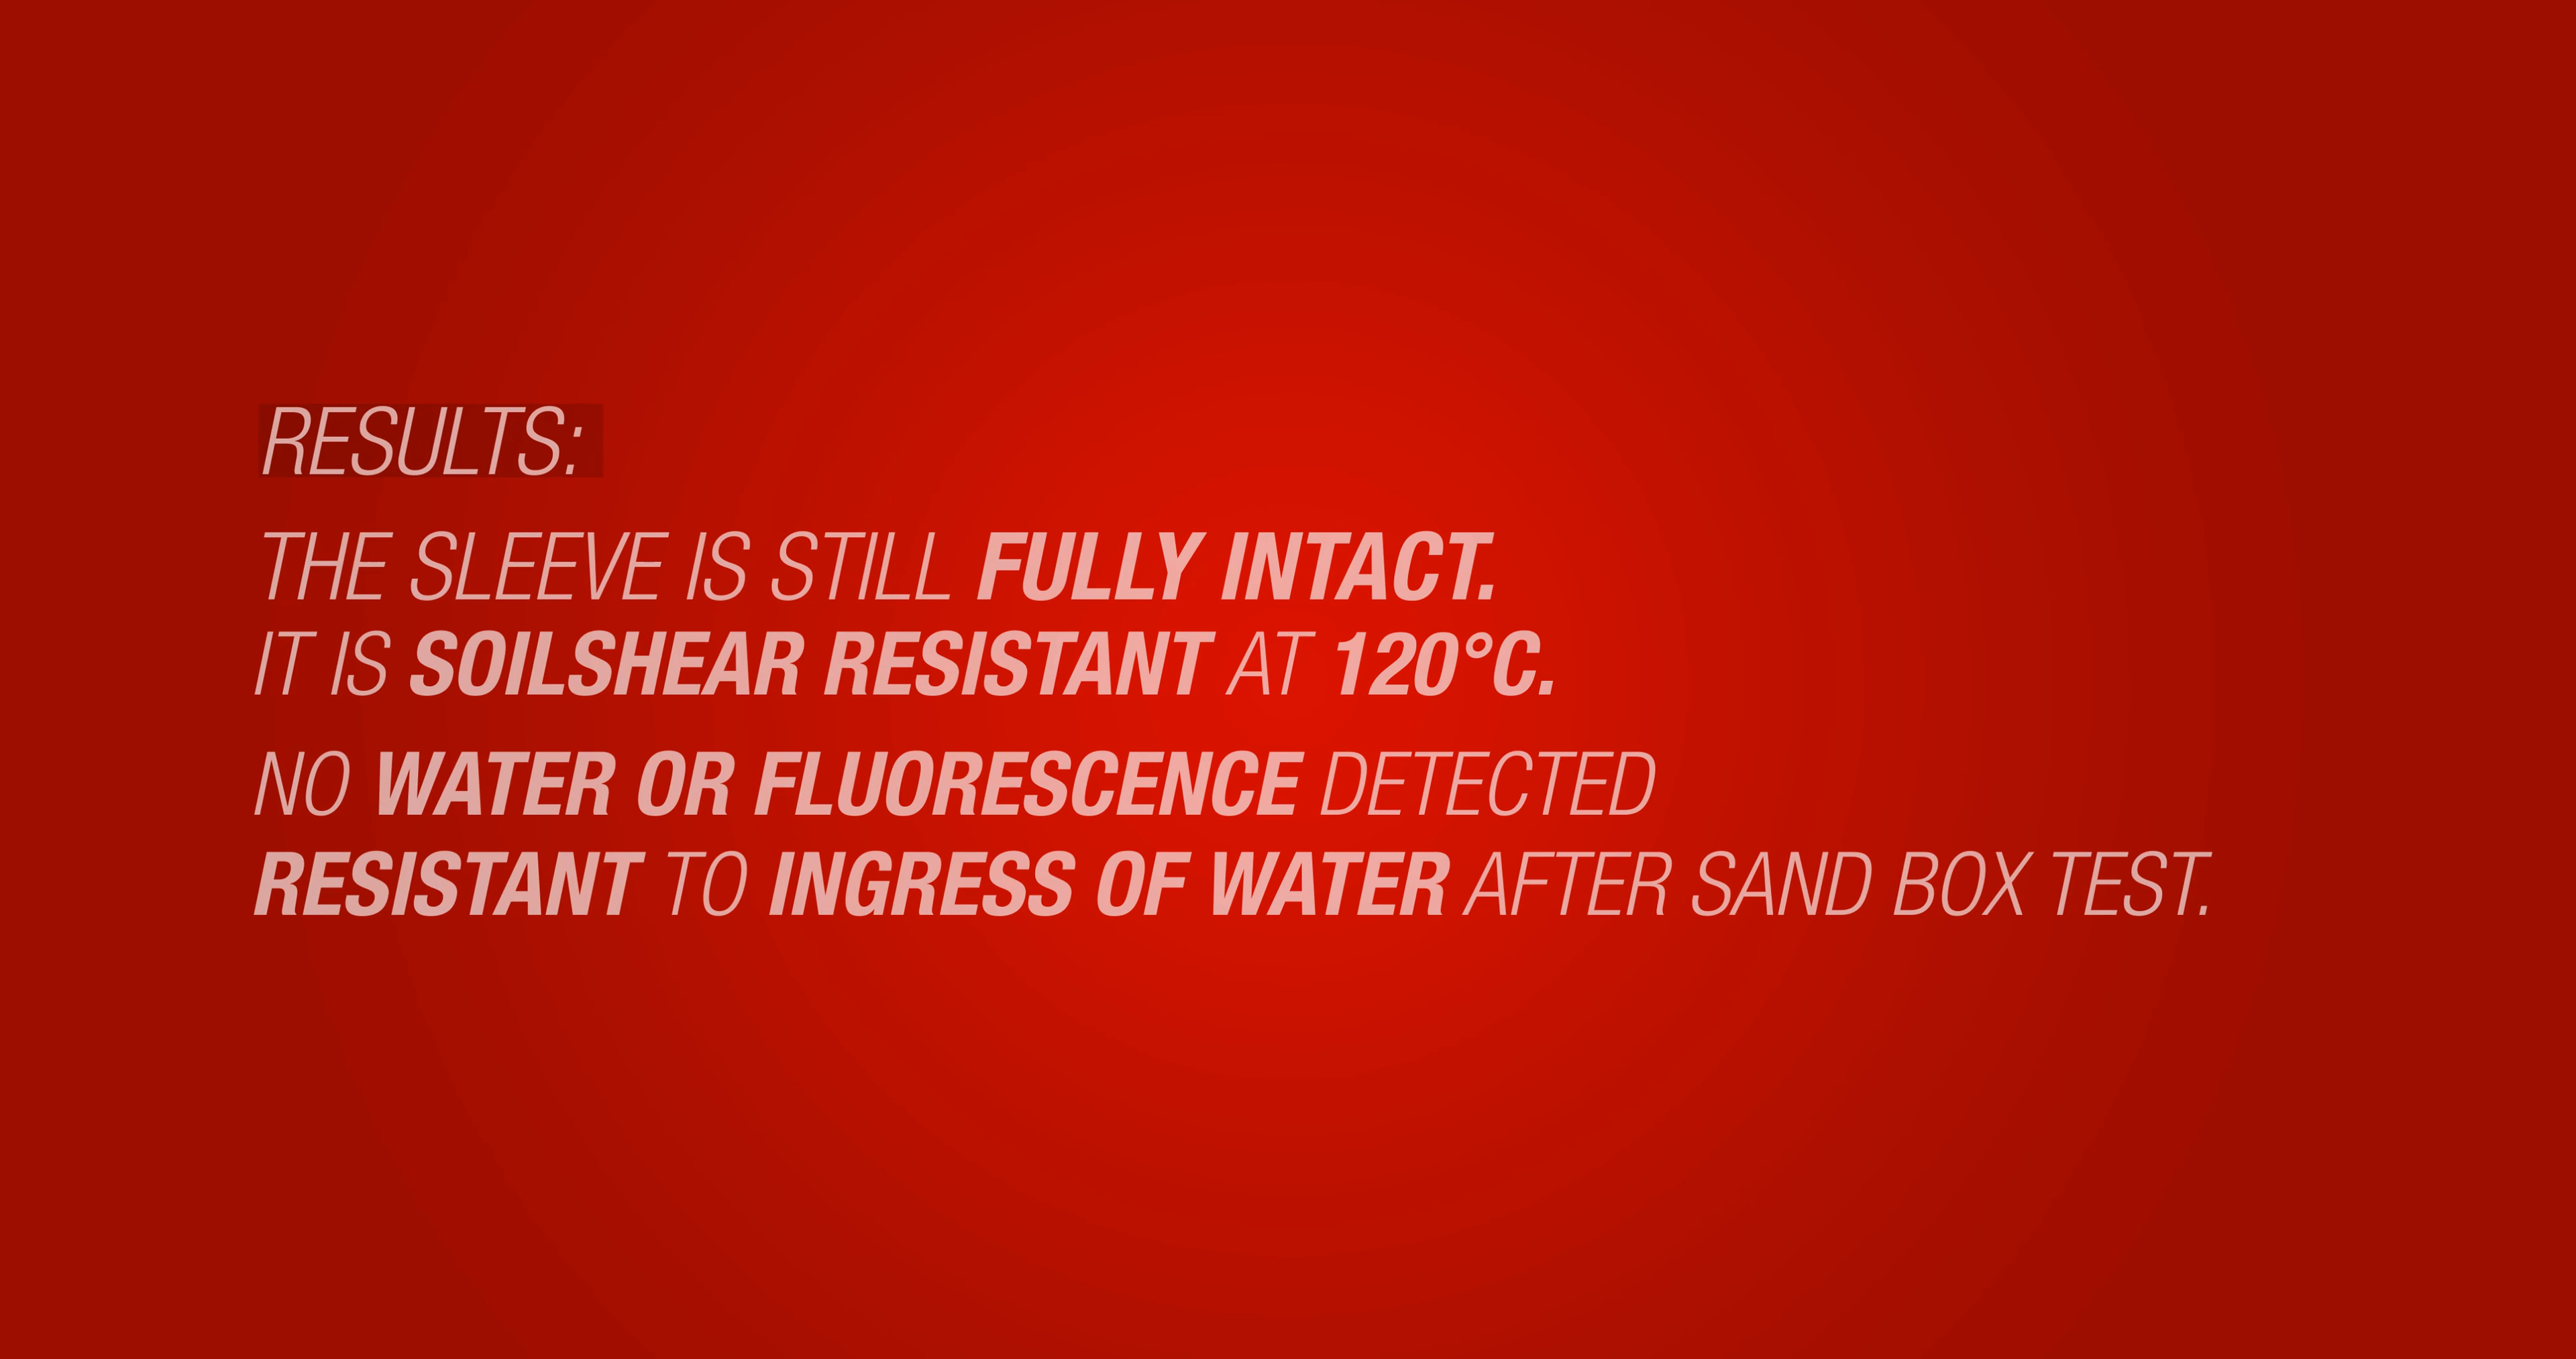 RESULTS:
THE SLEEVE IS STILL FULLY INTACT.
IT IS SOILSHEAR RESISTANT AT 120°C.
NO WATER OR FLUORESCENCE DETECTED
RESISTANT TO INGRESS OF WATER AFTER SAND BOX TEST.